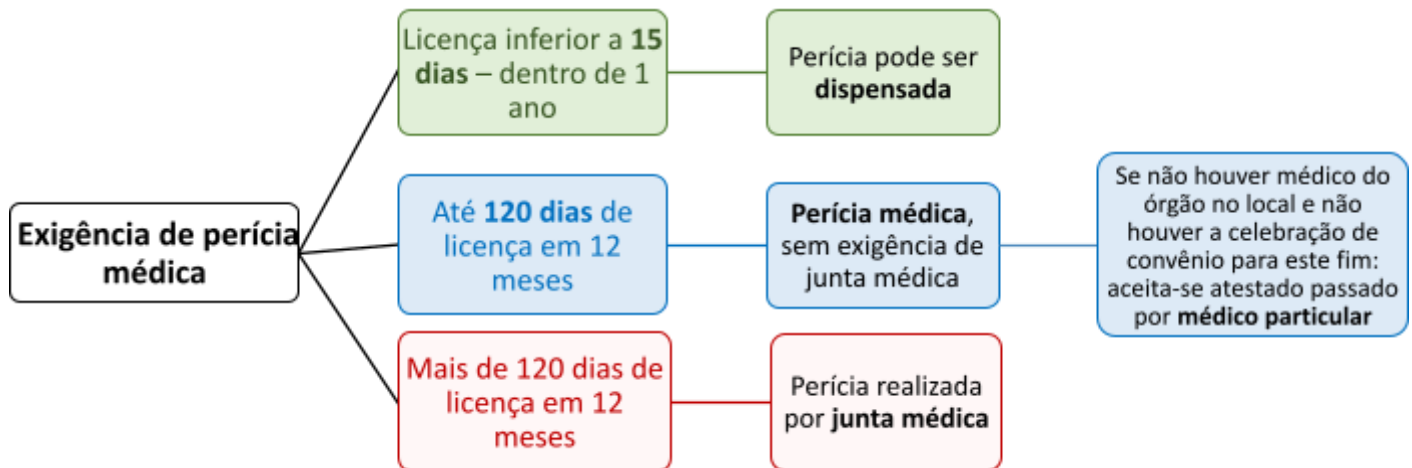 Exigência de perícia
médica
Licença inferior a 15
dias – dentro de 1
ano
Perícia pode ser
dispensada
Até 120 dias de
licença em 12
meses
Perícia médica,
sem exigência de
junta médica
Se não houver médico do
órgão no local e não
houver a celebração de
convênio para este fim:
aceita-se atestado passado
por médico particular
Mais de 120 dias de
licença em 12
meses
Perícia realizada
por junta médica